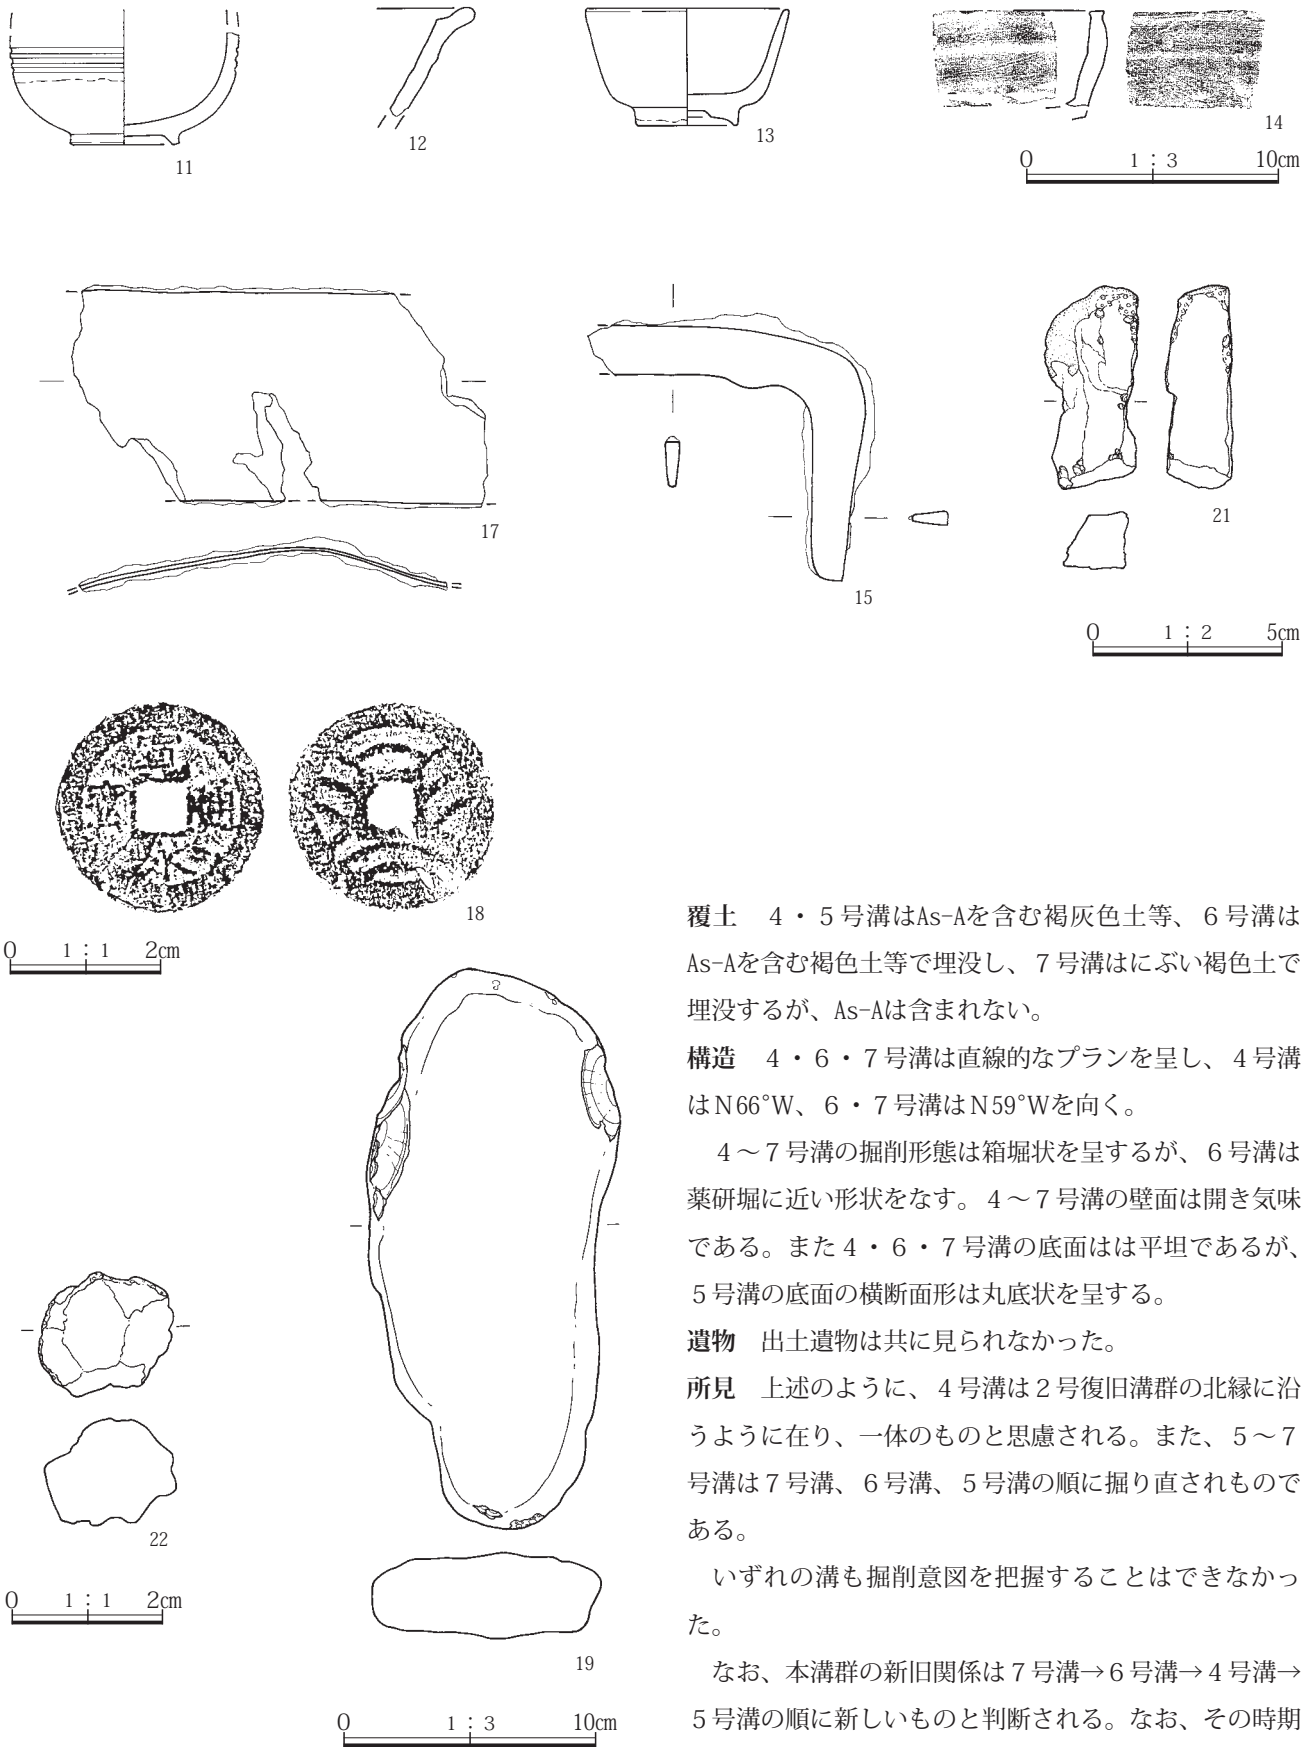 11
12
13
14
0 1：3 10cm
17
15
21
0 1：2 5cm
18
0 1：1 2cm
22
0 1：1 2cm
19
0 1：3 10cm
覆土　４・５号溝はAs-Aを含む褐灰色土等、６号溝は
As-Aを含む褐色土等で埋没し、７号溝はにぶい褐色土で
埋没するが、As-Aは含まれない。
構造　４・６・７号溝は直線的なプランを呈し、４号溝
はＮ66°Ｗ、６・７号溝はＮ59°Ｗを向く。
　４～７号溝の掘削形態は箱堀状を呈するが、６号溝は
薬研堀に近い形状をなす。４～７号溝の壁面は開き気味
である。また４・６・７号溝の底面はは平坦であるが、
５号溝の底面の横断面形は丸底状を呈する。
遺物　出土遺物は共に見られなかった。
所見　上述のように、４号溝は２号復旧溝群の北縁に沿
うように在り、一体のものと思慮される。また、５～７
号溝は７号溝、６号溝、５号溝の順に掘り直されもので
ある。
　いずれの溝も掘削意図を把握することはできなかっ
た。
　なお、本溝群の新旧関係は７号溝→６号溝→４号溝→
５号溝の順に新しいものと判断される。なお、その時期